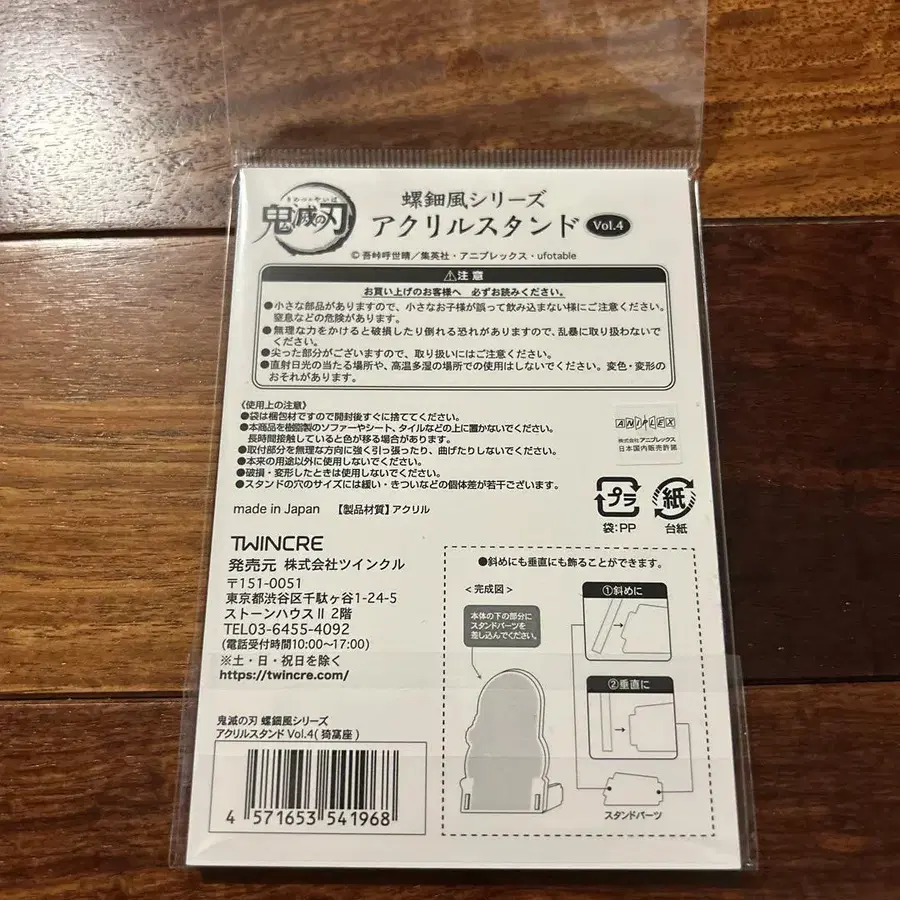 きめつのやいば
鬼滅の刃
螺鈿風シリーズ
アクリルスタンド Vol.4
©吾峠呼世晴／集英社・アニプレックス・ufotable
⚠注意
お買い上げのお客様へ 必ずお読みください。
●小さな部品がありますので、小さなお子様が誤って飲み込まない様にご注意ください。
窒息などの危険があります。
●無理な力をかけると破損したり倒れる恐れがありますので、乱暴に取り扱わないで
ください。
●尖った部分がございますので、取り扱いにはご注意ください。
●直射日光の当たる場所や、高温多湿の場所での使用はしないでください。変色・変形の
おそれがあります。
《使用上の注意》
●袋は梱包材ですので開封後すぐに捨ててください。
●本商品を樹脂製のソファーやシート、タイルなどの上に置かないでください。
長時間接触していると色が移る場合があります。
●取付部分を無理な方向に強く引っ張ったり、曲げたりしないでください。
●本来の用途以外に使用しないでください。
●破損・変形したときは使用しないでください。
●スタンドの穴のサイズには緩い・きついなどの個体差が若干ございます。
ANIPLEX
株式会社アニプレックス
日本国内販売許諾
made in Japan 【製品材質】アクリル
プラ
袋:PP
紙
台紙
TWINCRE
発売元 株式会社ツインクル
〒151-0051
東京都渋谷区千駄ヶ谷1-24-5
ストーンハウスⅡ 2階
TEL03-6455-4092
(電話受付時間10:00〜17:00)
※土・日・祝日を除く
https://twincre.com/
鬼滅の刃 螺鈿風シリーズ
アクリルスタンド Vol.4(猗窩座)
4 571653 541968
●斜めにも垂直にも飾ることができます。
＜完成図＞
本体の下の部分に
スタンドパーツを
差し込んでください。
①斜めに
②垂直に
スタンドパーツ